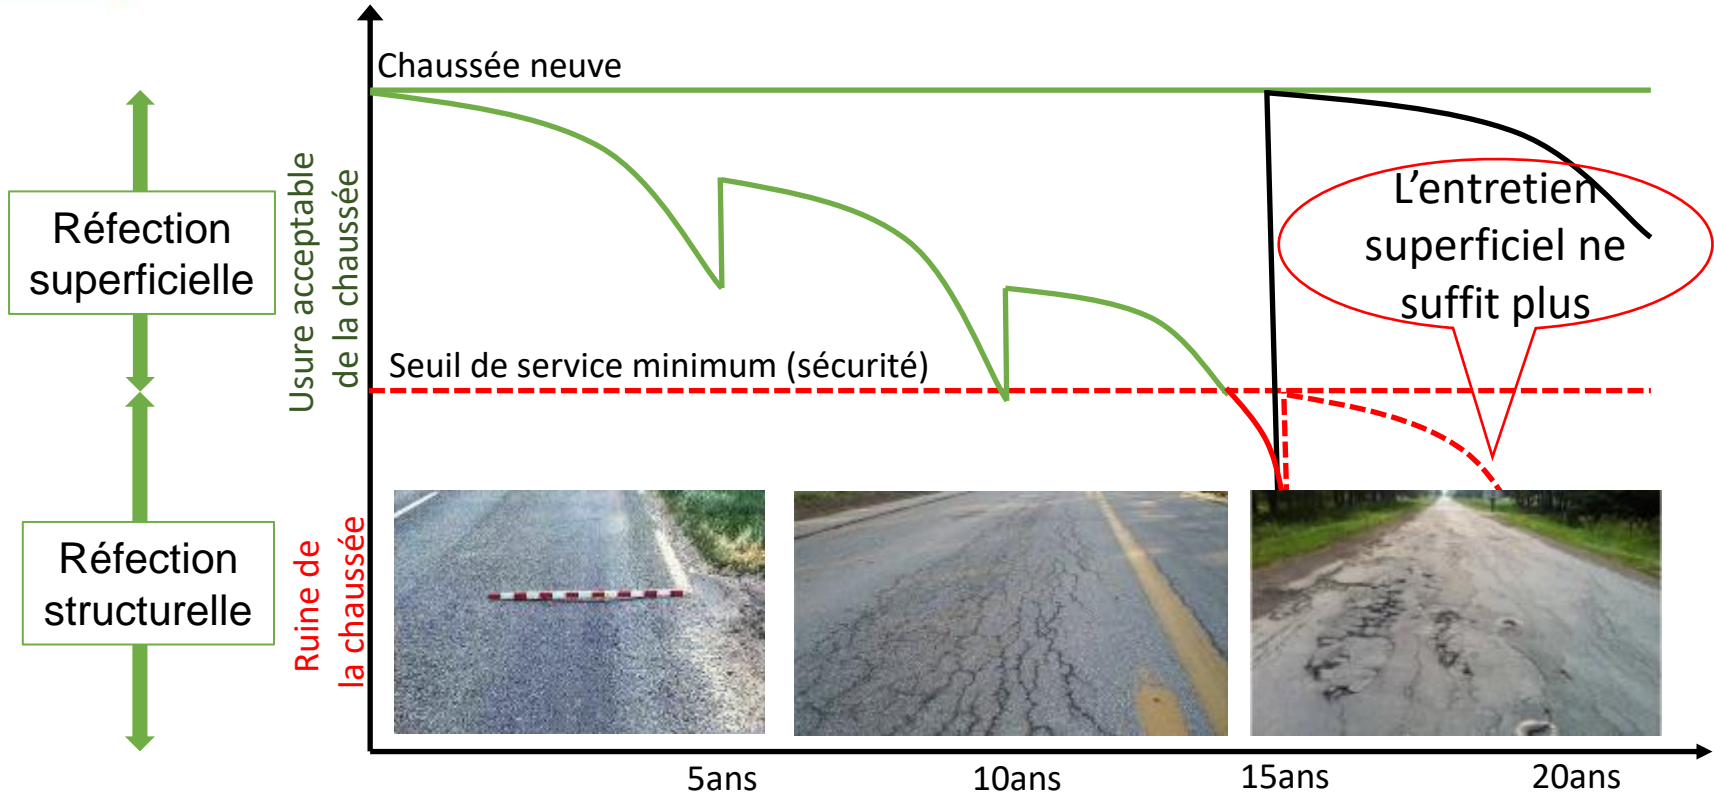 Chaussée neuve
Réfection
superficielle
Usure acceptable
de la chaussée
L’entretien
superficiel ne
suffit plus
Seuil de service minimum (sécurité)
Réfection
structurelle
Ruine de
la chaussée
5ans
10ans
15ans
20ans